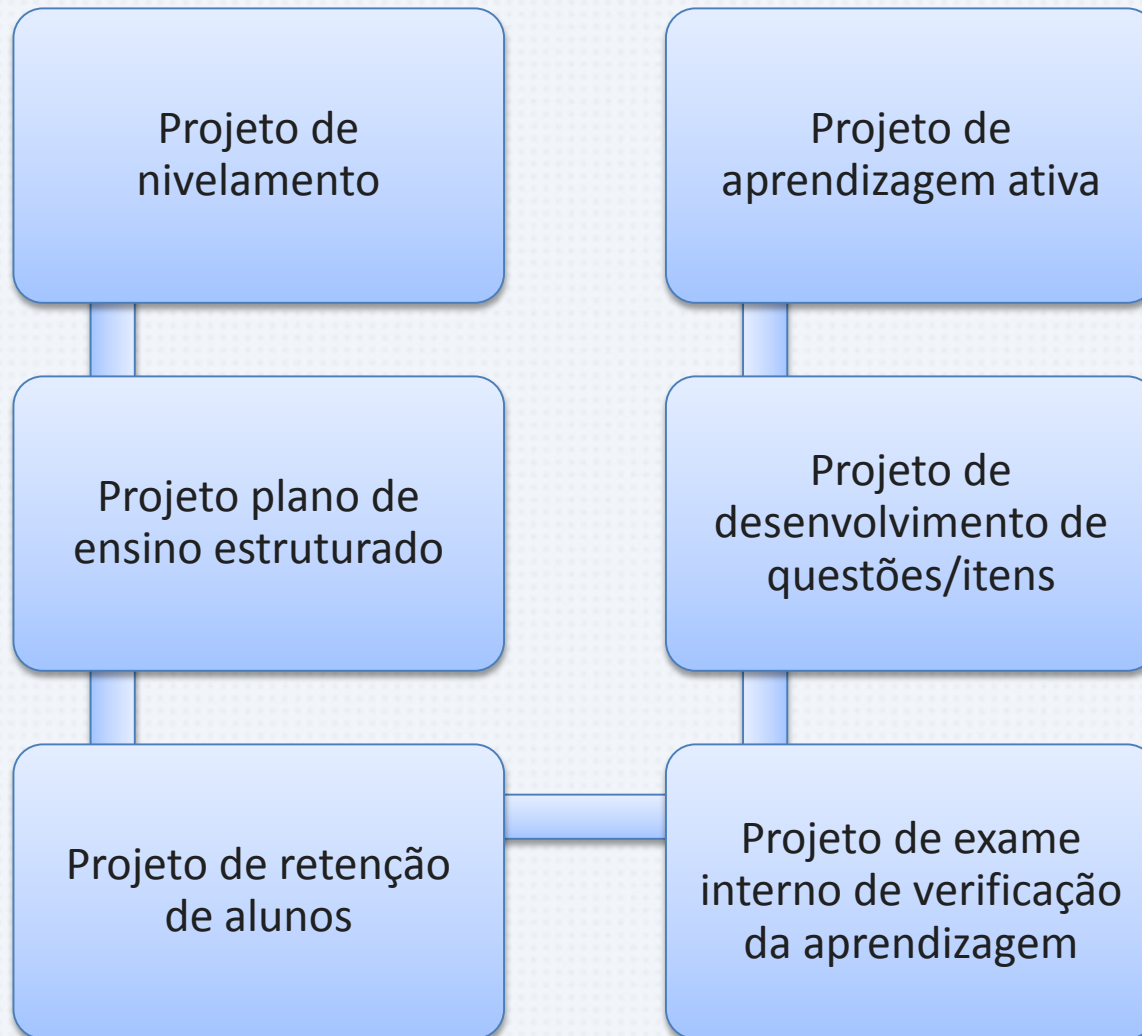 Projeto de
nivelamento
Projeto plano de
ensino estruturado
Projeto de retenção
de alunos
Projeto de exame
interno de verificação
da aprendizagem
Projeto de
desenvolvimento de
questões/itens
Projeto de
aprendizagem ativa